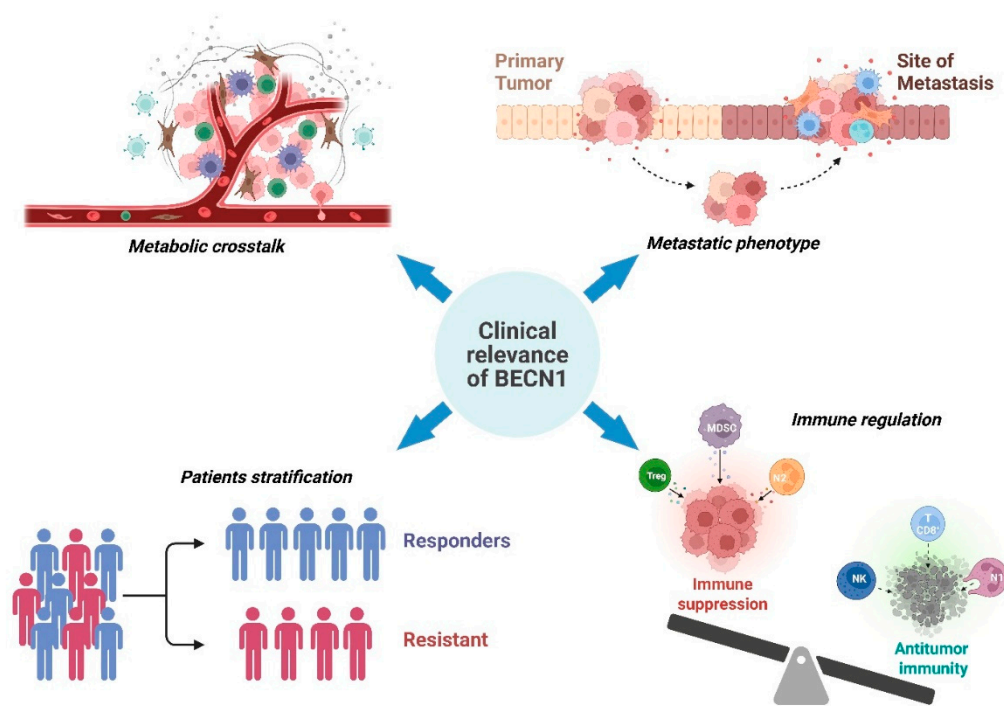 Primary
Tumor
Site of
Metastasis
Metabolic crosstalk
Metastatic phenotype
Clinical
relevance
of BECN1
Patients stratification
Responders
Resistant
Immune regulation
MDSC
Treg
N2
Immune
suppression
T
CD8+
NK
N1
Antitumor
immunity